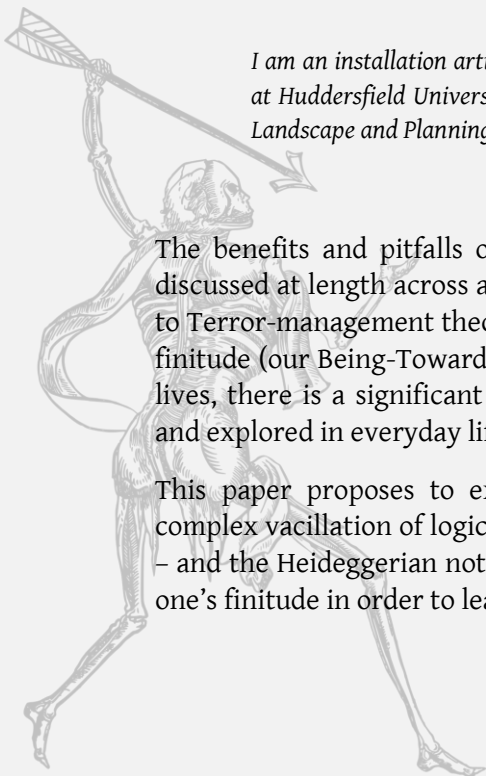 I am an installation arti
at Huddersfield Univers
Landscape and Planning
The benefits and pitfalls o
discussed at length across a
to Terror-management theo
finitude (our Being-Toward
lives, there is a significant
and explored in everyday li
This paper proposes to ex
complex vacillation of logic
– and the Heideggerian not
one’s finitude in order to lea